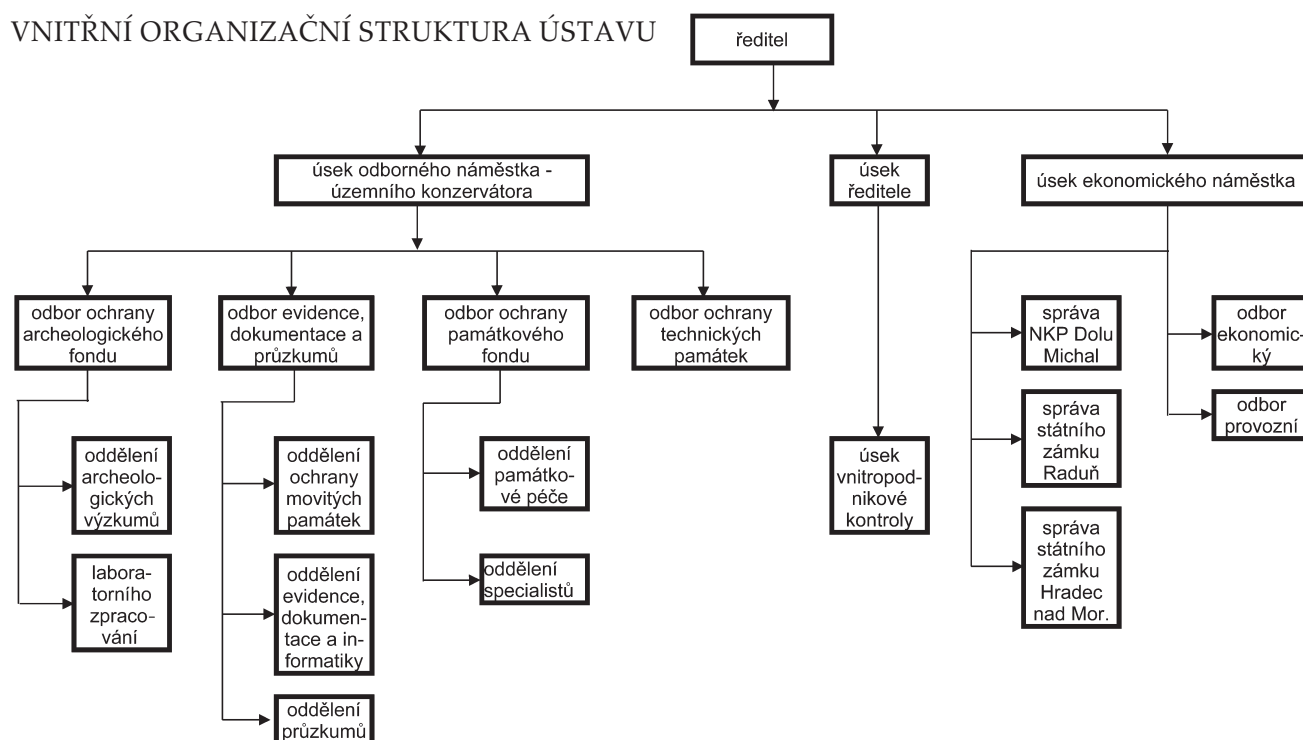 VNITŘNÍ ORGANIZAČNÍ STRUKTURA ÚSTAVU
ředitel
úsek odborného náměstka -
územního konzervátora
úsek
ředitele
úsek ekonomického náměstka
odbor ochrany
archeologického
fondu
odbor evidence,
dokumentace a
průzkumů
odbor ochrany
památkového
fondu
odbor ochrany
technických
památek
správa
NKP Dolu
Michal
odbor
ekonomic-
ký
správa
státního
zámku
Raduň
odbor
provozní
oddělení
archeolo-
gických
výzkumů
oddělení
ochrany
movitých
památek
oddělení
památko-
vé péče
úsek
vnitropod-
nikové
kontroly
správa
státního
zámku
Hradec
nad Mor.
labora-
torního
zpraco-
vání
oddělení
evidence,
dokumen-
tace a in-
formatiky
oddělení
specialistů
oddělení
průzkumů